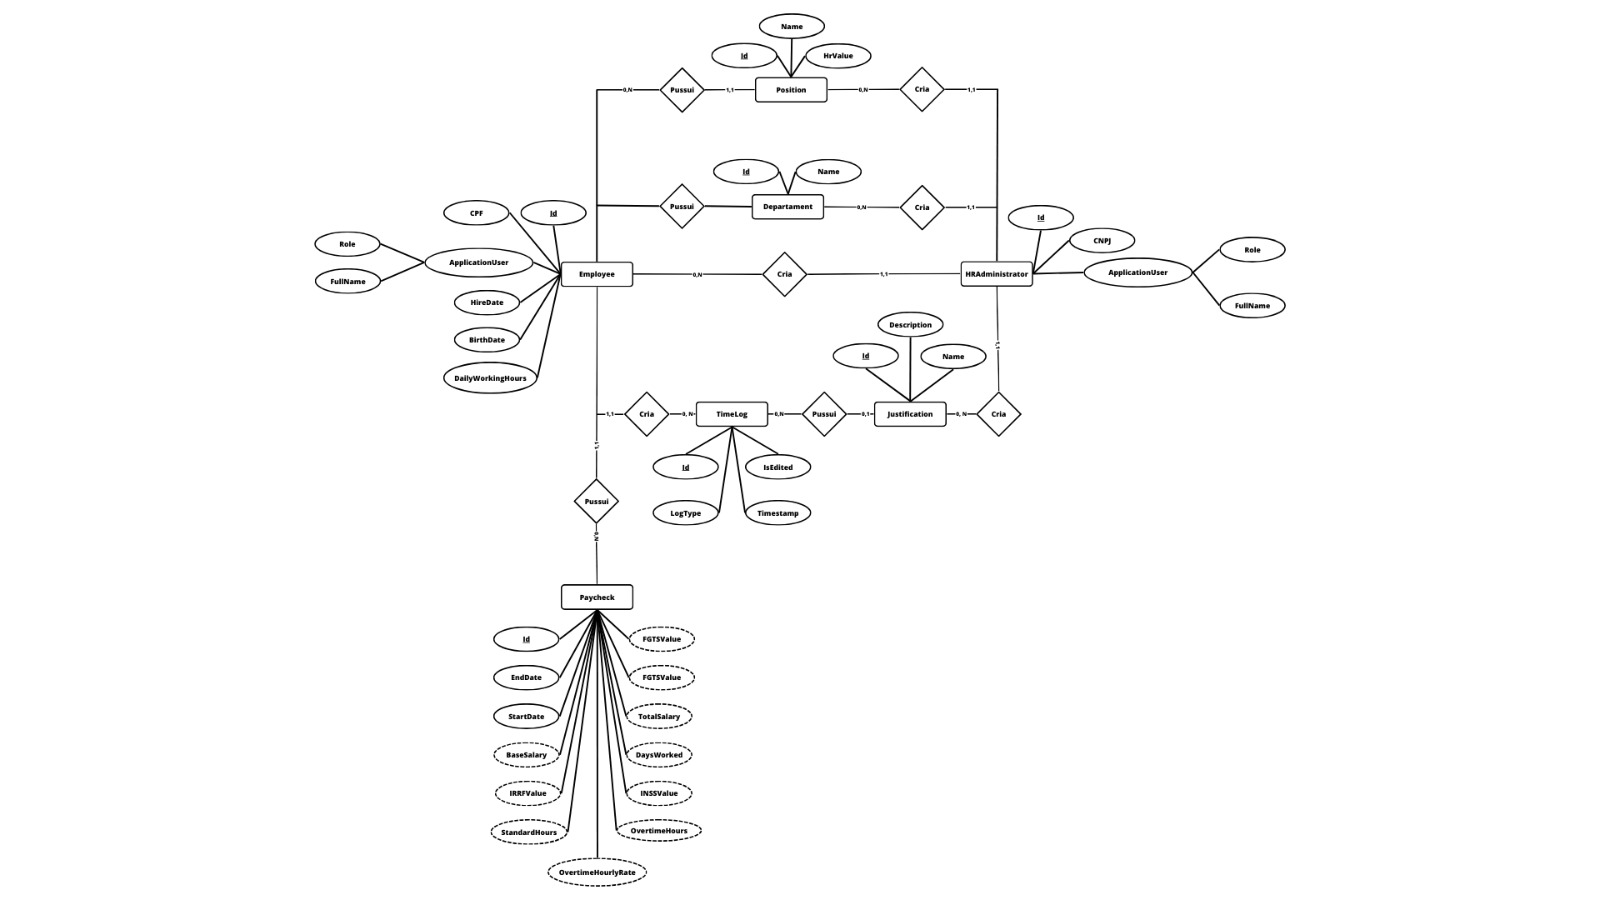 Name
Id
HrValue
0,N
Pussui
1,1
Position
0,N
Cria
1,1
Id
Name
Pussui
Departament
0,N
Cria
1,1
CPF
Id
Id
CNPJ
Role
ApplicationUser
FullName
Employee
0,N
Cria
1,1
HRAdministrator
ApplicationUser
Role
FullName
HireDate
BirthDate
DailyWorkingHours
Description
Id
Name
1,1
1,1
Cria
0, N
TimeLog
0,N
Pussui
0,1
Justification
0, N
Cria
1,1
Id
IsEdited
LogType
Timestamp
Pussui
0,N
Paycheck
Id
FGTSValue
EndDate
FGTSValue
StartDate
TotalSalary
BaseSalary
DaysWorked
IRRFValue
INSSValue
StandardHours
OvertimeHours
OvertimeHourlyRate